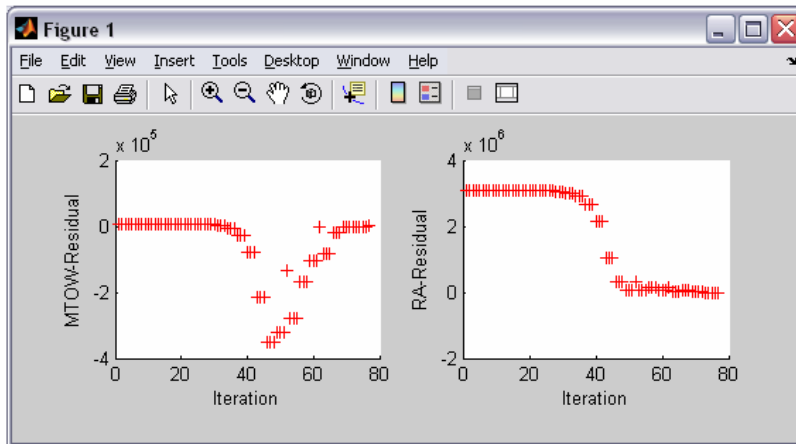 Figure 1
File Edit View Insert Tools Desktop Window Help
x 10^5
2
0
-2
-4
MTOW-Residual
0 20 40 60 80
Iteration
x 10^6
4
2
0
-2
RA-Residual
0 20 40 60 80
Iteration